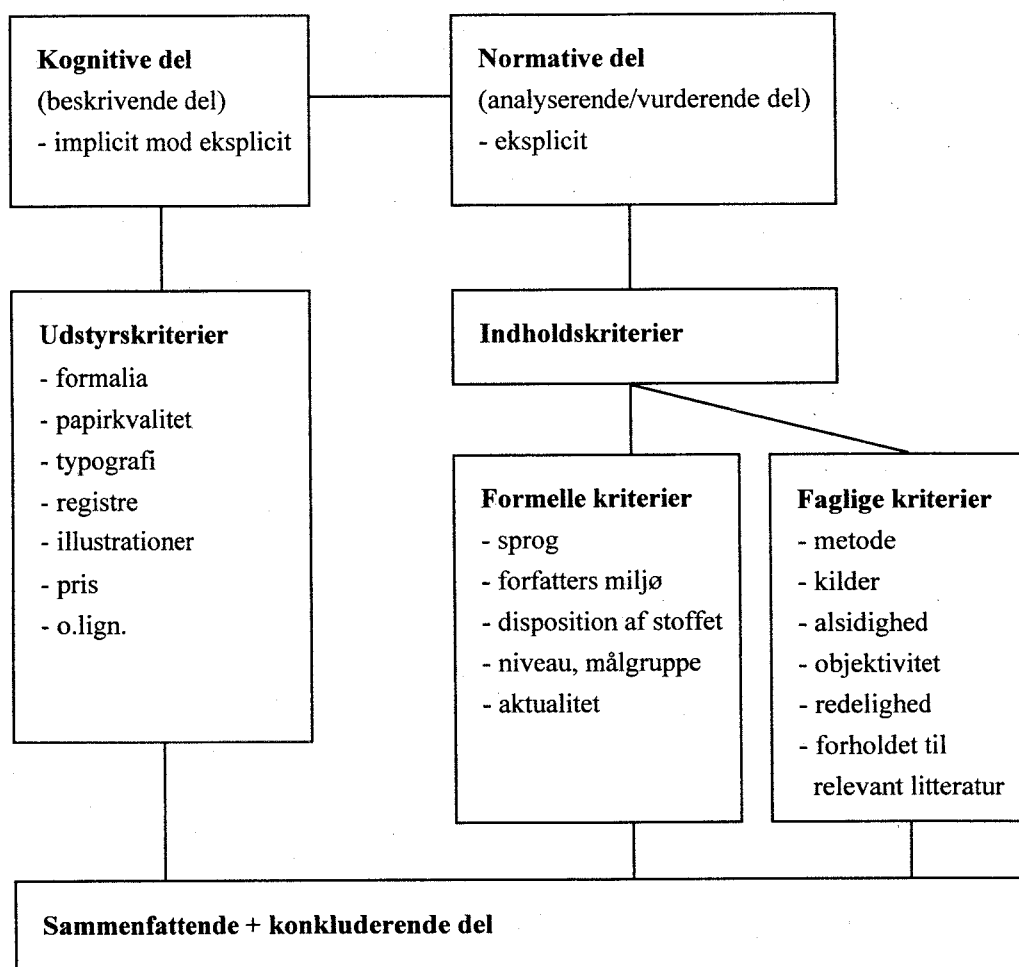 Kognitive del
(beskrivende del)
- implicit mod eksplicit
Normative del
(analyserende/vurderende del)
- eksplicit
Udstyrskriterier
- formalia
- papirkvalitet
- typografi
- registre
- illustrationer
- pris
- o.lign.
Indholdskriterier
Formelle kriterier
- sprog
- forfatters miljø
- disposition af stoffet
- niveau, målgruppe
- aktualitet
Faglige kriterier
- metode
- kilder
- alsidighed
- objektivitet
- redelighed
- forholdet til
relevant litteratur
Sammenfattende + konkluderende del